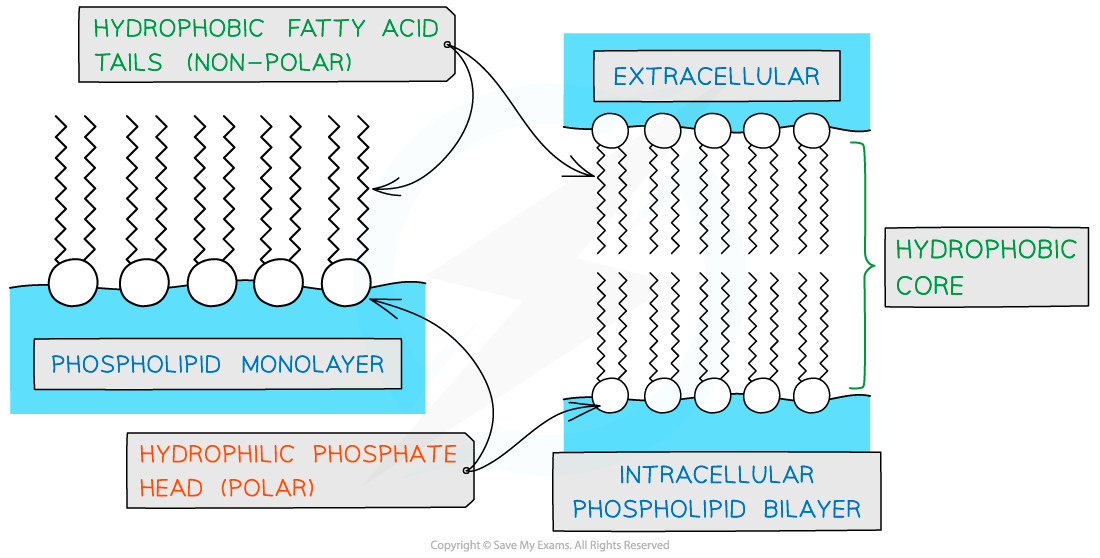 HYDROPHOBIC FATTY ACID
TAILS (NON-POLAR)
EXTRACELLULAR
HYDROPHOBIC
CORE
PHOSPHOLIPID MONOLAYER
HYDROPHILIC PHOSPHATE
HEAD (POLAR)
INTRACELLULAR
PHOSPHOLIPID BILAYER
Copyright © Save My Exams. All Rights Reserved